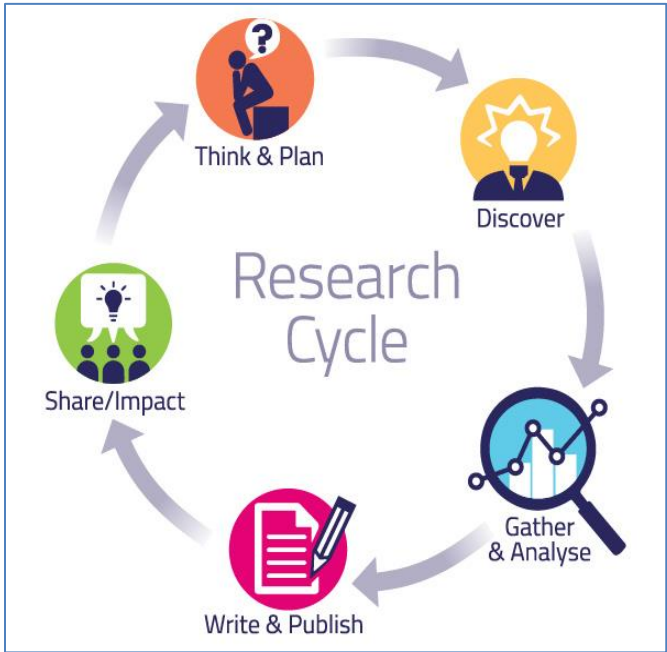 ?
Think & Plan
Discover
Research
Cycle
Share/Impact
Gather
& Analyse
Write & Publish